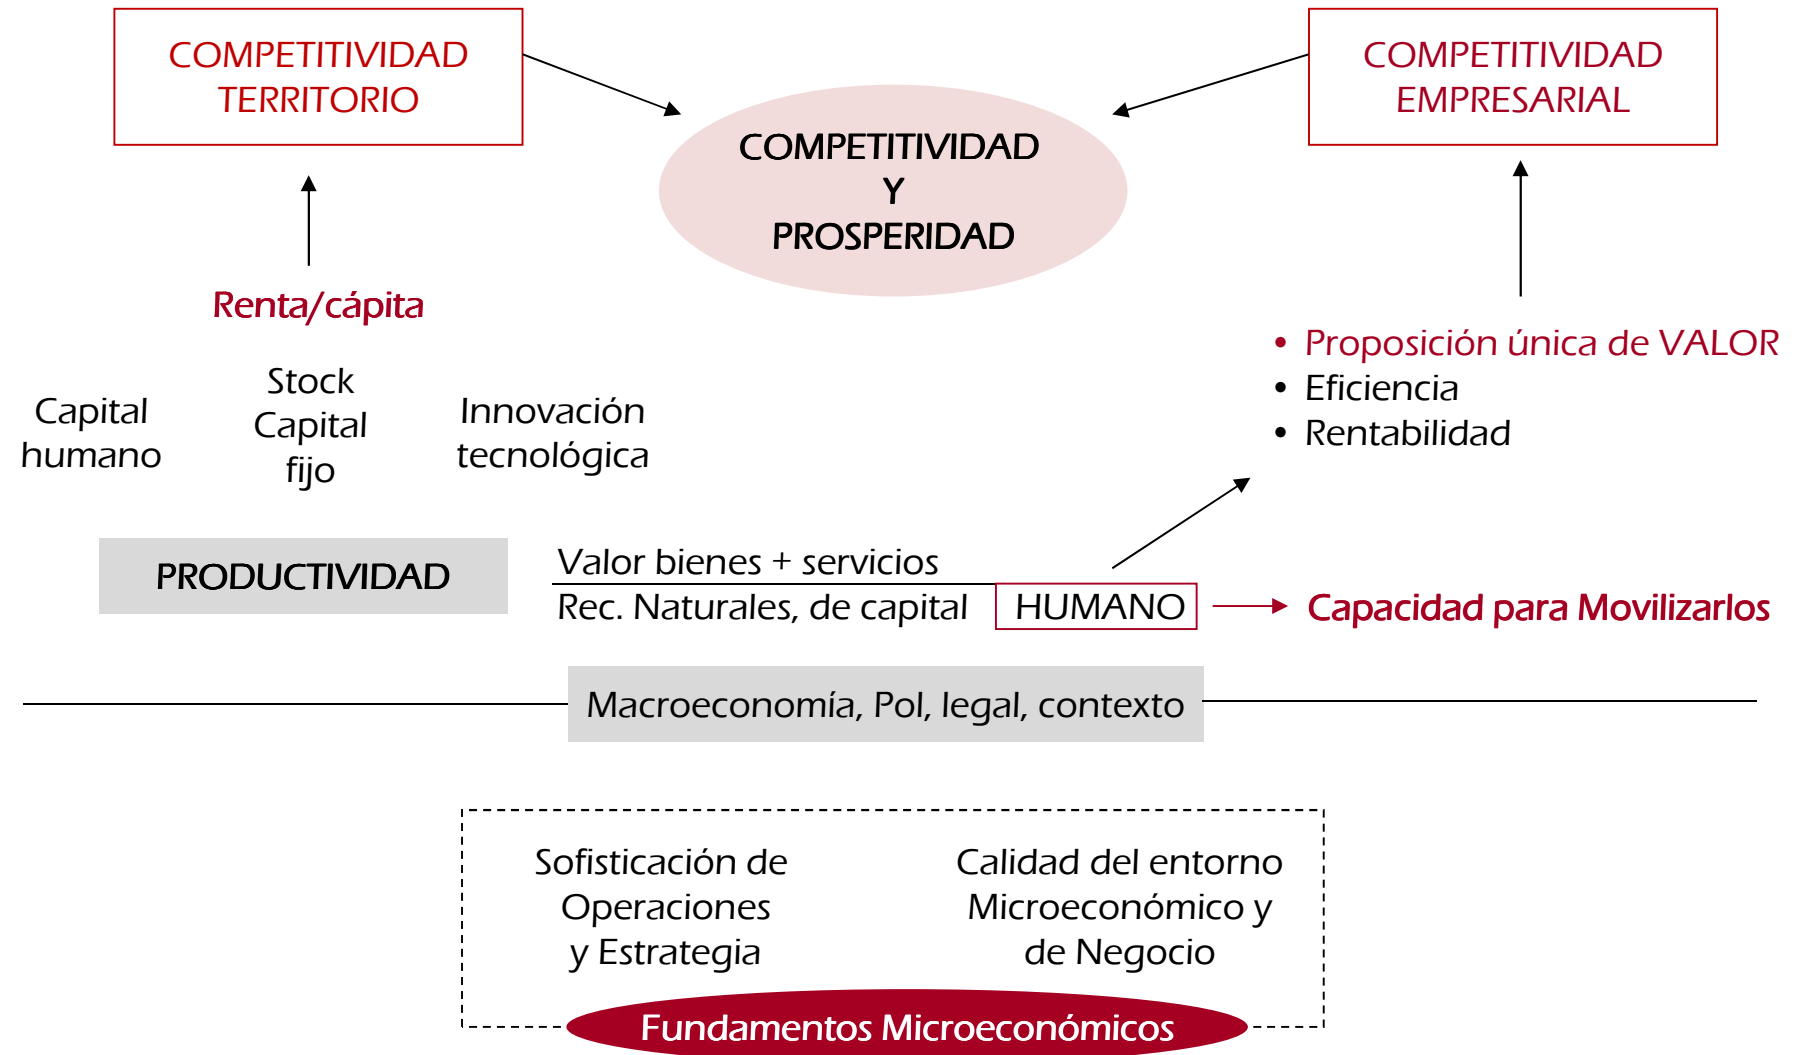 COMPETITIVIDAD
TERRITORIO
COMPETITIVIDAD
Y
PROSPERIDAD
COMPETITIVIDAD
EMPRESARIAL
Renta/cápita
Capital
humano
Stock
Capital
fijo
Innovación
tecnológica
• Proposición única de VALOR
• Eficiencia
• Rentabilidad
PRODUCTIVIDAD
Valor bienes + servicios
Rec. Naturales, de capital HUMANO
Capacidad para Movilizarlos
Macroeconomía, Pol, legal, contexto
Sofisticación de
Operaciones
y Estrategia
Calidad del entorno
Microeconómico y
de Negocio
Fundamentos Microeconómicos